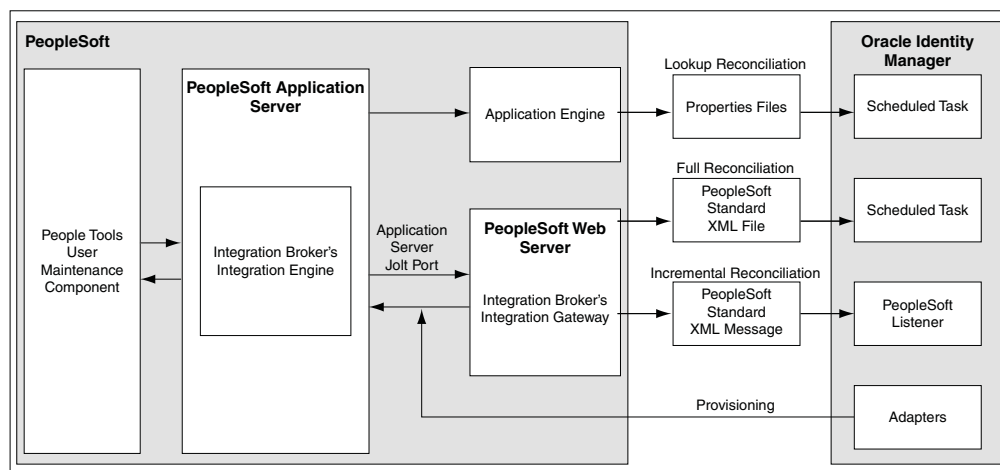 PeopleSoft
People Tools
User
Maintenance
Component
PeopleSoft Application
Server
Integration Broker's
Integration Engine
Application
Server
Jolt Port
Application Engine
PeopleSoft Web
Server
Integration Broker's
Integration Gateway
Lookup Reconciliation
Properties Files
Full Reconciliation
PeopleSoft
Standard
XML File
Incremental Reconciliation
PeopleSoft
Standard
XML Message
Provisioning
Oracle Identity
Manager
Scheduled Task
Scheduled Task
PeopleSoft
Listener
Adapters